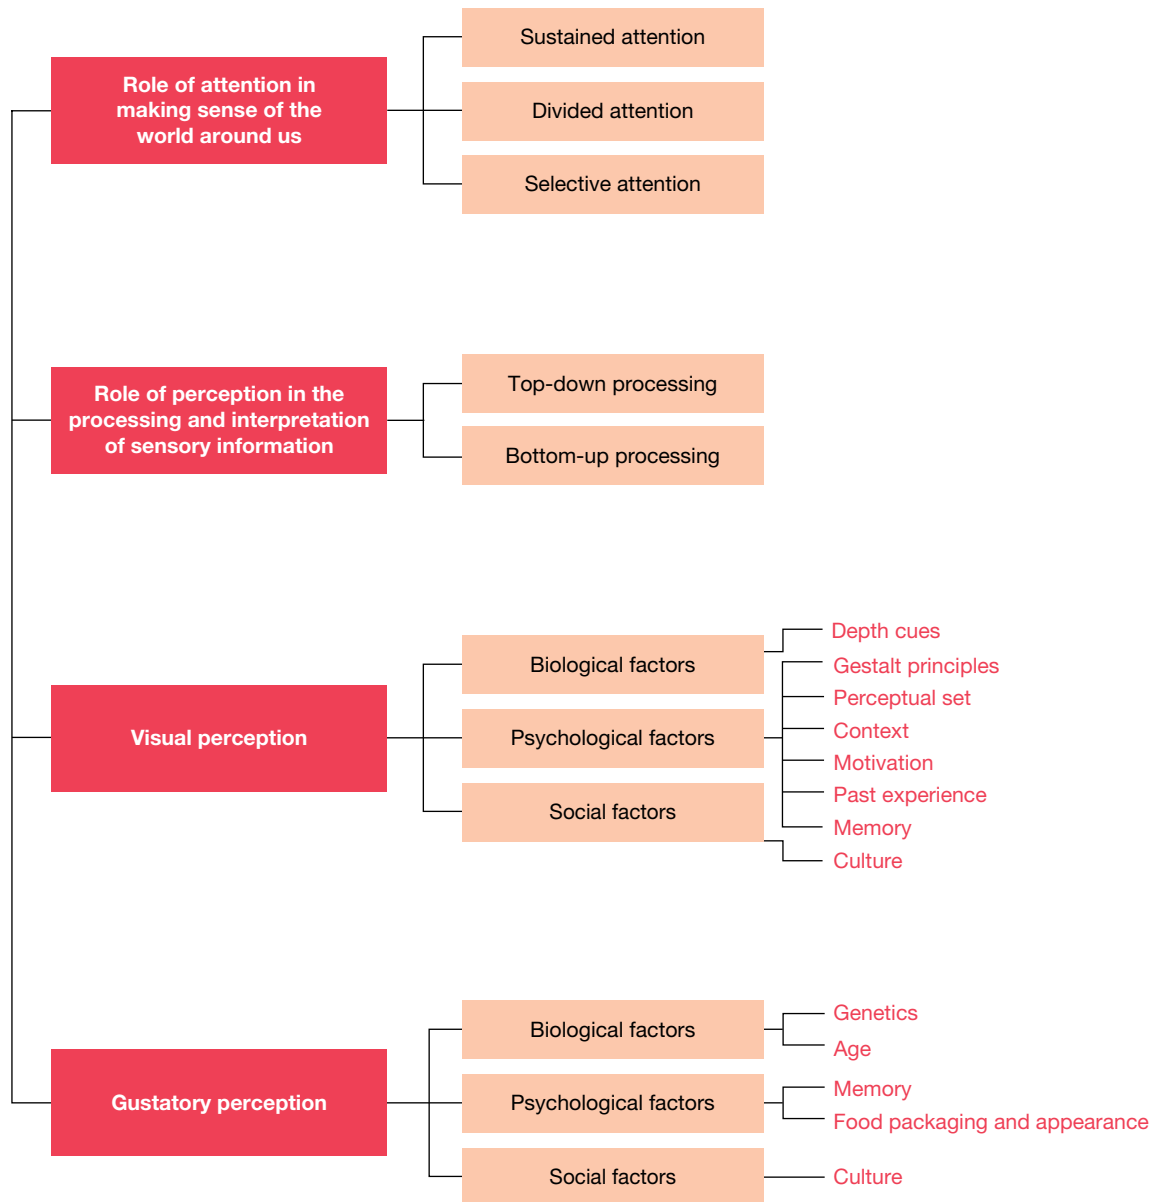 Role of attention in
making sense of the
world around us
Sustained attention
Divided attention
Selective attention
Role of perception in the
processing and interpretation
of sensory information
Top-down processing
Bottom-up processing
Visual perception
Biological factors
Depth cues
Psychological factors
Gestalt principles
Perceptual set
Context
Motivation
Past experience
Memory
Social factors
Culture
Gustatory perception
Biological factors
Genetics
Age
Psychological factors
Memory
Food packaging and appearance
Social factors
Culture